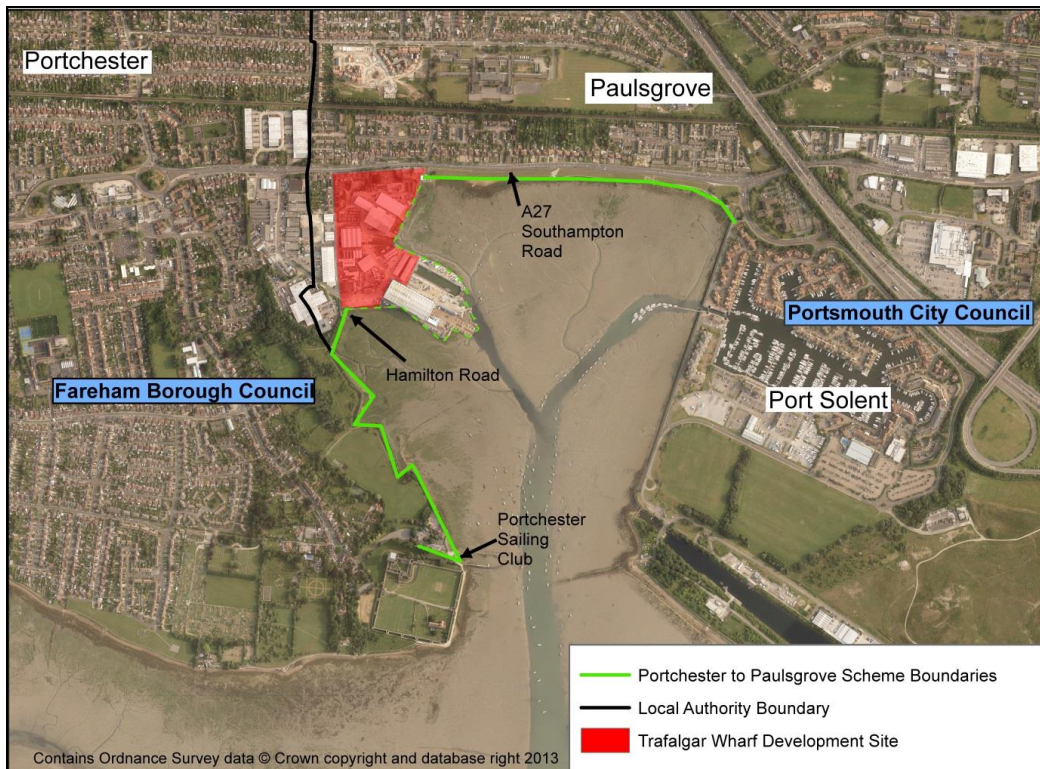 Portchester
Paulsgrove
A27
Southampton
Road
Portsmouth City Council
Hamilton Road
Fareham Borough Council
Port Solent
Portchester
Sailing
Club
Portchester to Paulsgrove Scheme Boundaries
Local Authority Boundary
Trafalgar Wharf Development Site
Contains Ordnance Survey data © Crown copyright and database right 2013